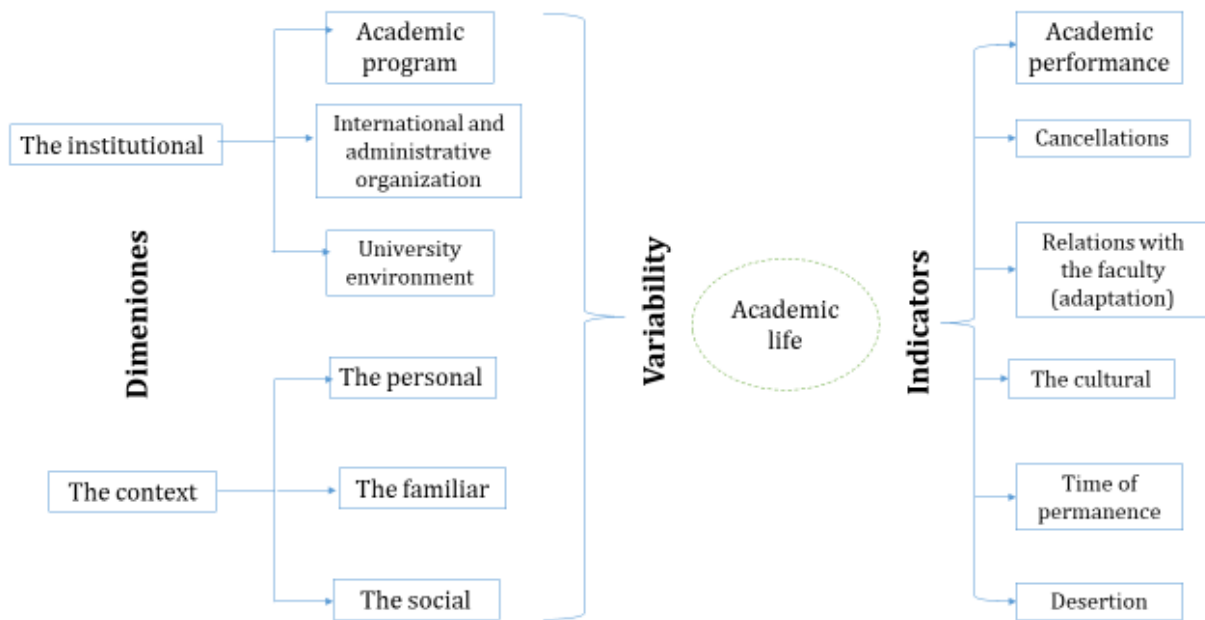 Dimeniones
The institutional
Academic
program
International and
administrative
organization
University
environment
The context
The personal
The familiar
The social
Variability
Academic
life
Indicators
Academic
performance
Cancellations
Relations with
the faculty
(adaptation)
The cultural
Time of
permanence
Desertion